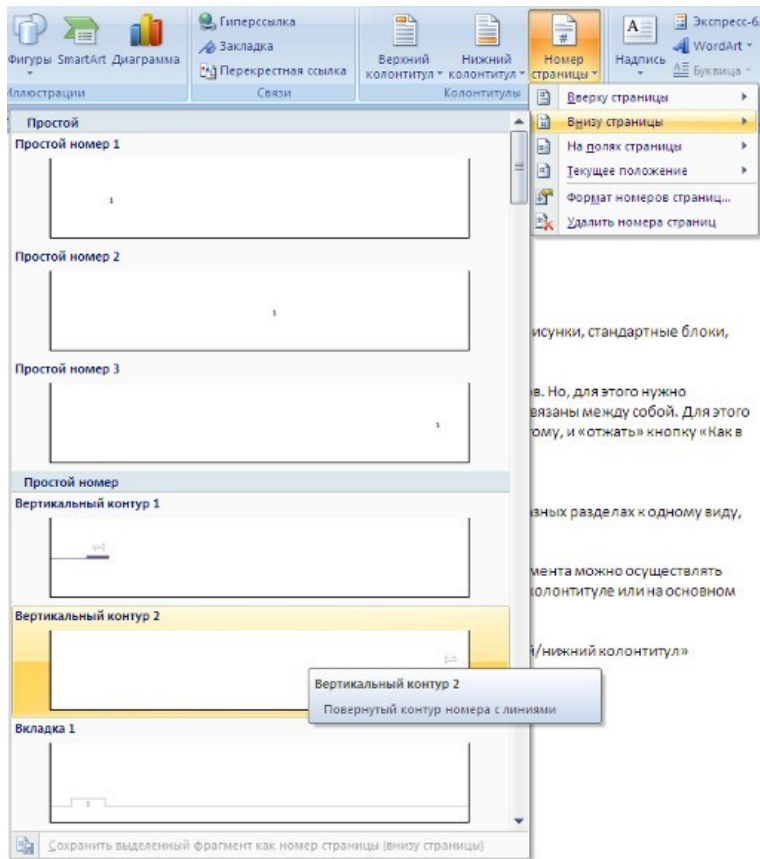 Гиперссылка
Закладка
Перекрестная ссылка
Фигуры SmartArt Диаграмма
Иллюстрации
Связи
Верхний колонтитул
Нижний колонтитул
Номер страницы
Колонтитулы
Надпись
WordArt
Буквица
Вверху страницы
Внизу страницы
На полях страницы
Текущее положение
Формат номеров страниц...
Удалить номера страниц
Простой
Простой номер 1
1
Простой номер 2
1
Простой номер 3
1
Простой номер
Вертикальный контур 1
Вертикальный контур 2
Вертикальный контур 2
Повернутый контур номера с линиями
Вкладка 1
1
Сохранить выделенный фрагмент как номер страницы (внизу страницы)
исунки, стандартные блоки,
в. Но, для этого нужно
вязаны между собой. Для этого
ому, и «отжать» кнопку «Как в
зных разделах к одному виду,
мента можно осуществлять
колонтитуле или на основном
й/нижний колонтитул»